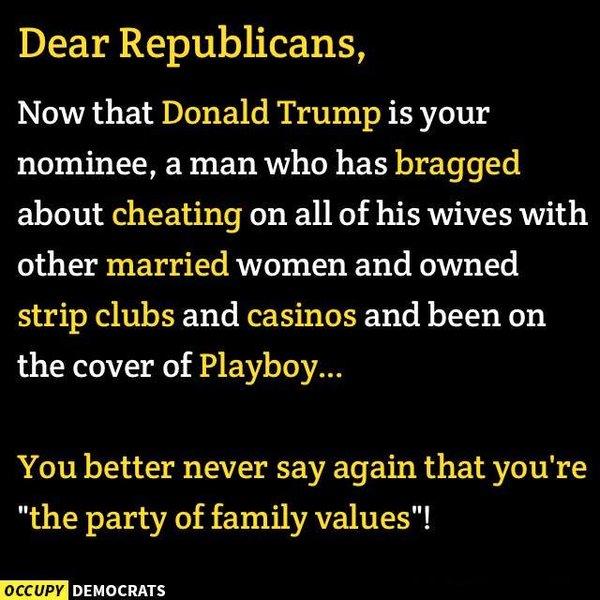 Dear Republicans,
Now that Donald Trump is your
nominee, a man who has bragged
about cheating on all of his wives with
other married women and owned
strip clubs and casinos and been on
the cover of Playboy...
You better never say again that you're
"the party of family values"!
OCCUPY DEMOCRATS